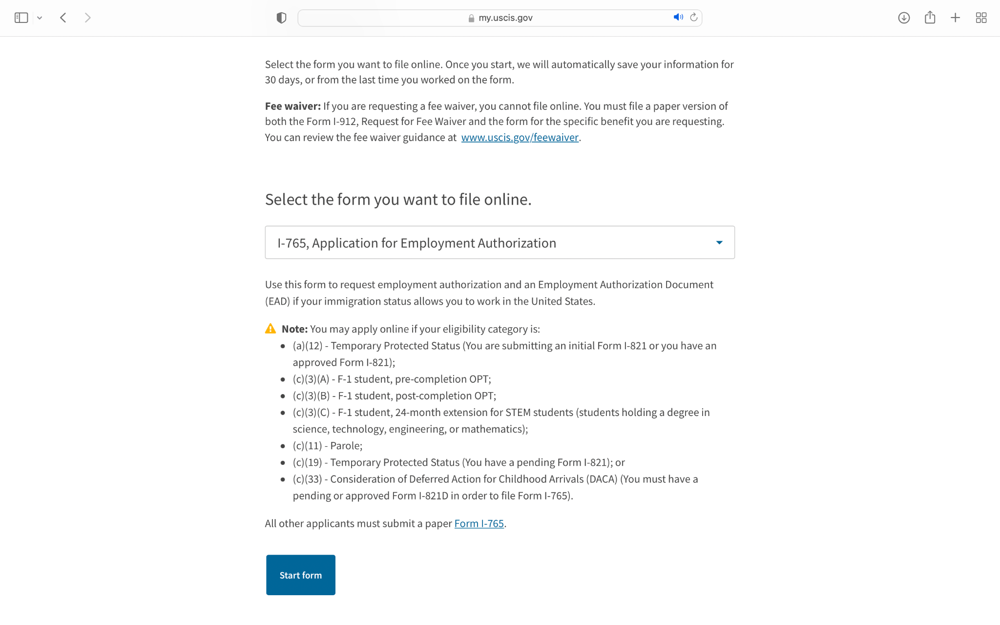 my.uscis.gov
Select the form you want to file online. Once you start, we will automatically save your information for
30 days, or from the last time you worked on the form.
Fee waiver: If you are requesting a fee waiver, you cannot file online. You must file a paper version of
both the Form I-912, Request for Fee Waiver and the form for the specific benefit you are requesting.
You can review the fee waiver guidance at www.uscis.gov/feewaiver.
Select the form you want to file online.
I-765, Application for Employment Authorization
Use this form to request employment authorization and an Employment Authorization Document
(EAD) if your immigration status allows you to work in the United States.
Note: You may apply online if your eligibility category is:
• (a)(12) - Temporary Protected Status (You are submitting an initial Form I-821 or you have an
approved Form I-821);
• (c)(3)(A) - F-1 student, pre-completion OPT;
• (c)(3)(B) - F-1 student, post-completion OPT;
• (c)(3)(C) - F-1 student, 24-month extension for STEM students (students holding a degree in
science, technology, engineering, or mathematics);
• (c)(11) - Parole;
• (c)(19) - Temporary Protected Status (You have a pending Form I-821); or
• (c)(33) - Consideration of Deferred Action for Childhood Arrivals (DACA) (You must have a
pending or approved Form I-821D in order to file Form I-765).
All other applicants must submit a paper Form I-765.
Start form